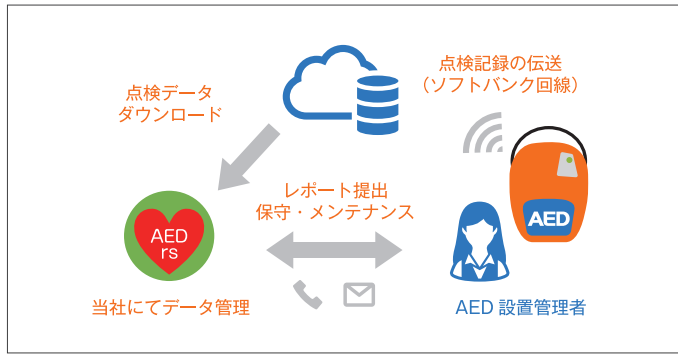 点検データ
ダウンロード
点検記録の伝送
（ソフトバンク回線）
レポート提出
保守・メンテナンス
AED
rs
AED
当社にてデータ管理
AED 設置管理者